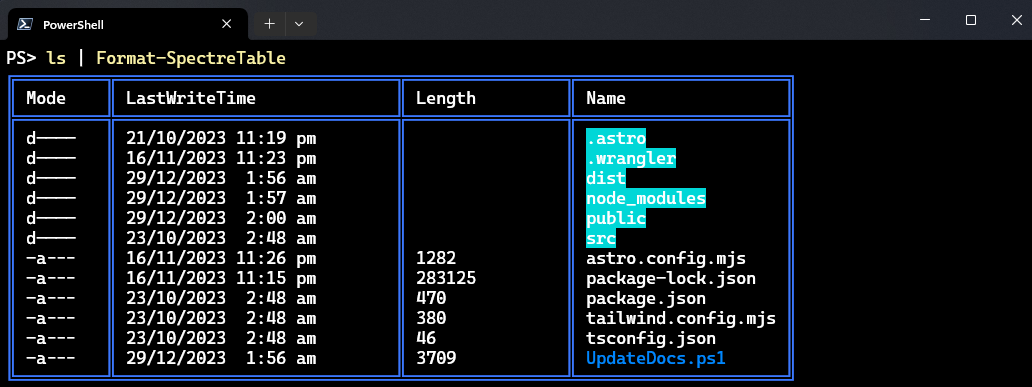 PowerShell
PS> ls | Format-SpectreTable
Mode LastWriteTime Length Name
d---- 21/10/2023 11:19 pm .astro
d---- 16/11/2023 11:23 pm .wrangler
d---- 29/12/2023 1:56 am dist
d---- 29/12/2023 1:57 am node_modules
d---- 29/12/2023 2:00 am public
d---- 23/10/2023 2:48 am src
-a--- 16/11/2023 11:26 pm 1282 astro.config.mjs
-a--- 16/11/2023 11:15 pm 283125 package-lock.json
-a--- 23/10/2023 2:48 am 470 package.json
-a--- 23/10/2023 2:48 am 380 tailwind.config.mjs
-a--- 23/10/2023 2:48 am 46 tsconfig.json
-a--- 29/12/2023 1:56 am 3709 UpdateDocs.ps1